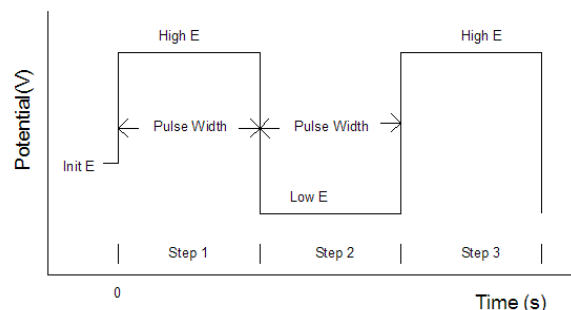 High E
High E
Potential(V)
Pulse Width
Pulse Width
Init E
Low E
Step 1
Step 2
Step 3
0
Time (s)